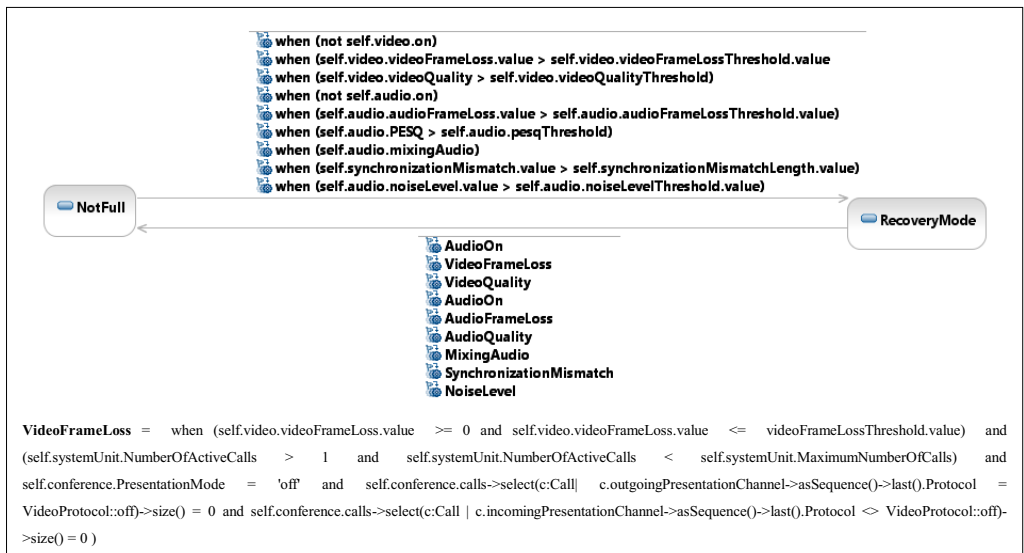 when (not self.video.on)
when (self.video.videoFrameLoss.value > self.video.videoFrameLossThreshold.value
when (self.video.videoQuality > self.video.videoQualityThreshold)
when (not self.audio.on)
when (self.audio.audioFrameLoss.value > self.audio.audioFrameLossThreshold.value)
when (self.audio.PESQ > self.audio.pesqThreshold)
when (self.audio.mixingAudio)
when (self.synchronizationMismatch.value > self.synchronizationMismatchLength.value)
when (self.audio.noiseLevel.value > self.audio.noiseLevelThreshold.value)
NotFull
RecoveryMode
AudioOn
VideoFrameLoss
VideoQuality
AudioOn
AudioFrameLoss
AudioQuality
MixingAudio
SynchronizationMismatch
NoiseLevel
VideoFrameLoss = when (self.video.videoFrameLoss.value >= 0 and self.video.videoFrameLoss.value <= videoFrameLossThreshold.value) and
(self.systemUnit.NumberOfActiveCalls > 1 and self.systemUnit.NumberOfActiveCalls < self.systemUnit.MaximumNumberOfCalls) and
self.conference.PresentationMode = 'off' and self.conference.calls->select(c:Call| c.outgoingPresentationChannel->asSequence()->last().Protocol =
VideoProtocol::off)->size() = 0 and self.conference.calls->select(c:Call | c.incomingPresentationChannel->asSequence()->last().Protocol <> VideoProtocol::off)-
>size() = 0 )